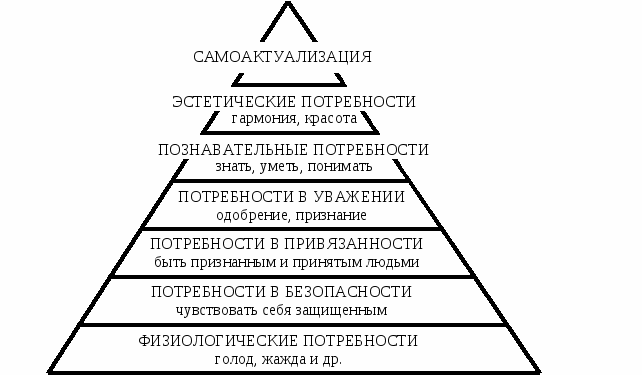 САМОАКТУАЛИЗАЦИЯ
ЭСТЕТИЧЕСКИЕ ПОТРЕБНОСТИ
гармония, красота
ПОЗНАВАТЕЛЬНЫЕ ПОТРЕБНОСТИ
знать, уметь, понимать
ПОТРЕБНОСТИ В УВАЖЕНИИ
одобрение, признание
ПОТРЕБНОСТИ В ПРИВЯЗАННОСТИ
быть признанным и принятым людьми
ПОТРЕБНОСТИ В БЕЗОПАСНОСТИ
чувствовать себя защищенным
ФИЗИОЛОГИЧЕСКИЕ ПОТРЕБНОСТИ
голод, жажда и др.